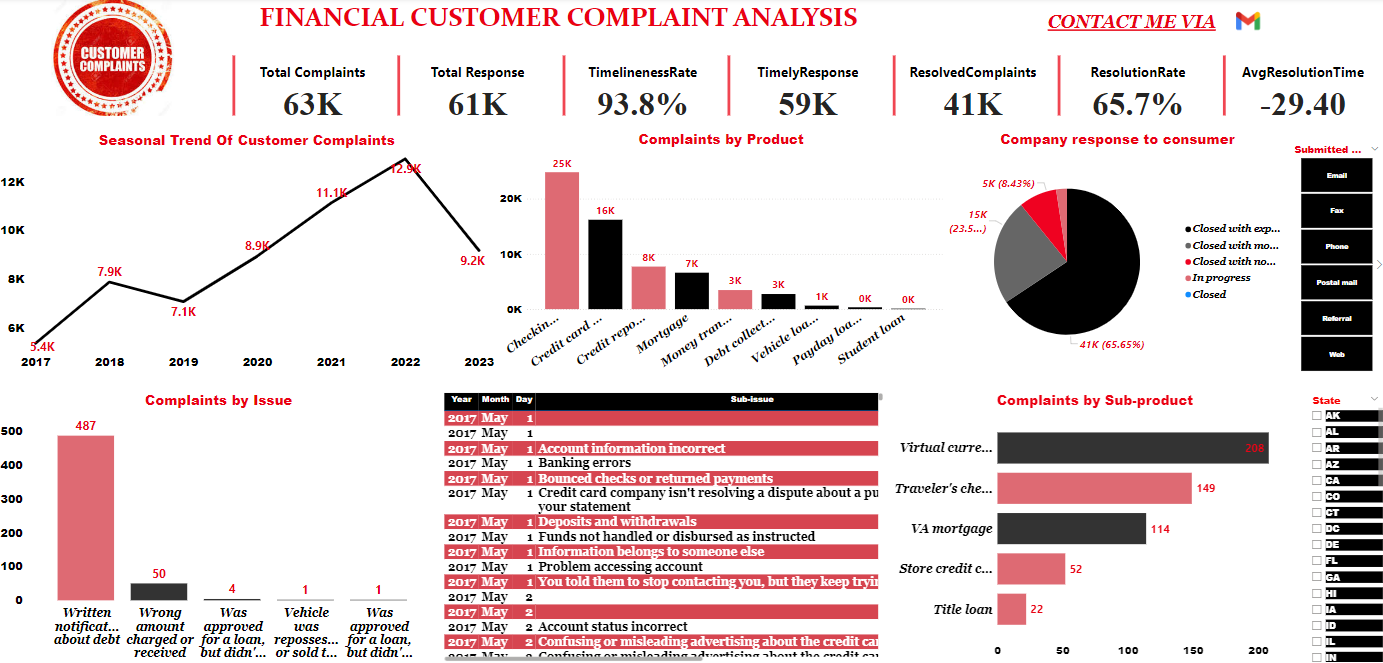 CUSTOMER
COMPLAINTS
FINANCIAL CUSTOMER COMPLAINT ANALYSIS
CONTACT ME VIA
Total Complaints
63K
Total Response
61K
TimelinenessRate
93.8%
TimelyResponse
59K
ResolvedComplaints
41K
ResolutionRate
65.7%
AvgResolutionTime
-29.40
Seasonal Trend Of Customer Complaints
12K
10K
8K
6K
5.4K
7.9K
7.1K
8.9K
11.1K
12.9K
9.2K
2017 2018 2019 2020 2021 2022 2023
Complaints by Product
20K
10K
0K
25K
16K
8K
7K
3K
3K
1K
0K
0K
Checkin...
Credit card ...
Credit repo...
Mortgage
Money tran...
Debt collect...
Vehicle loa...
Payday loa...
Student loan
Company response to consumer
5K (8.43%)
15K
(23.5...)
41K (65.65%)
Closed with exp...
Closed with mo...
Closed with no...
In progress
Closed
Submitted ...
Email
Fax
Phone
Postal mail
Referral
Web
Complaints by Issue
500
400
300
200
100
0
487
50
4
1
1
Written
notificat...
about debt
Wrong
amount
charged or
received
Was
approved
for a loan,
but didn'...
Vehicle
was
reposses...
or sold t...
Was
approved
for a loan,
but didn'...
Year Month Day Sub-issue
2017 May 1
2017 May 1
2017 May 1 Account information incorrect
2017 May 1 Banking errors
2017 May 1 Bounced checks or returned payments
2017 May 1 Credit card company isn't resolving a dispute about a pu
your statement
2017 May 1 Deposits and withdrawals
2017 May 1 Funds not handled or disbursed as instructed
2017 May 1 Information belongs to someone else
2017 May 1 Problem accessing account
2017 May 1 You told them to stop contacting you, but they keep tryin
2017 May 2
2017 May 2
2017 May 2 Account status incorrect
2017 May 2 Confusing or misleading advertising about the credit car
2017 May 2 Confusing or misleading advertising about the credit car
Complaints by Sub-product
Virtual curre... 208
Traveler's che... 149
VA mortgage 114
Store credit c... 52
Title loan 22
0 50 100 150 200
State
AK
AL
AR
AZ
CA
CO
CT
DC
DE
FL
GA
HI
IA
ID
IL
IN